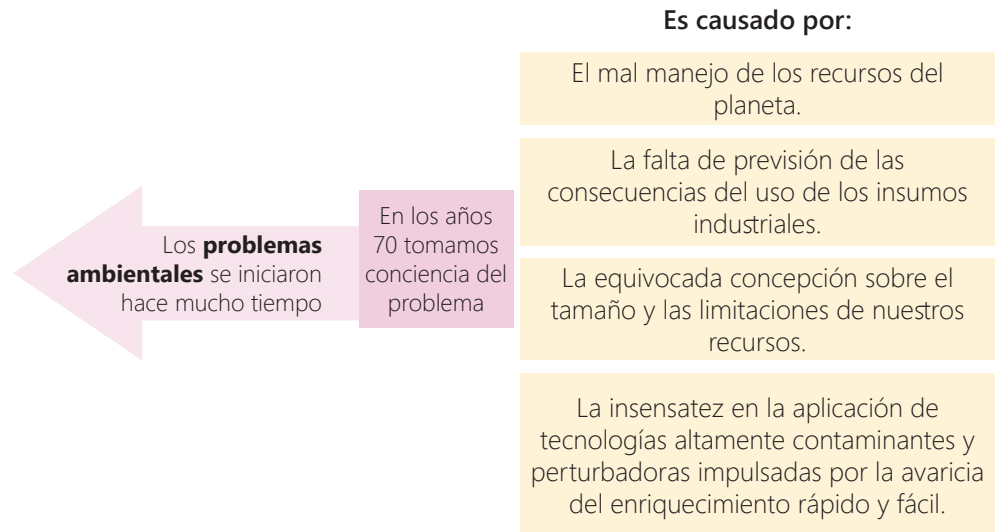 Es causado por:
El mal manejo de los recursos del
planeta.
La falta de previsión de las
consecuencias del uso de los insumos
industriales.
Los problemas
ambientales se iniciaron
hace mucho tiempo
En los años
70 tomamos
conciencia del
problema
La equivocada concepción sobre el
tamaño y las limitaciones de nuestros
recursos.
La insensatez en la aplicación de
tecnologías altamente contaminantes y
perturbadoras impulsadas por la avaricia
del enriquecimiento rápido y fácil.